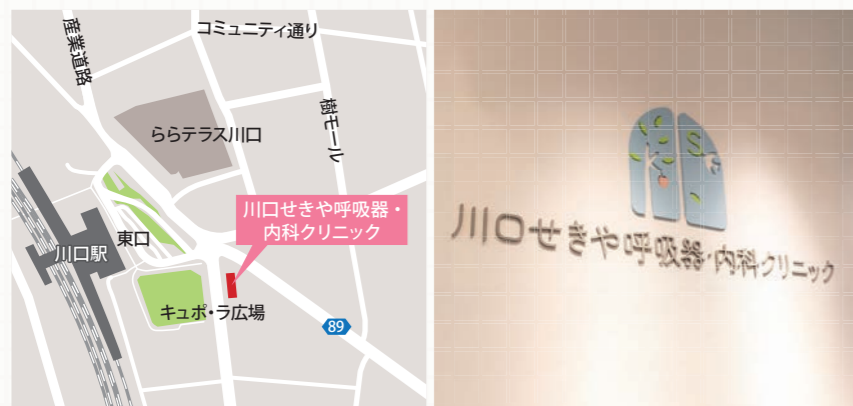 コミュニティ通り
産業道路
樹モール
ららテラス川口
川口せきや呼吸器・
内科クリニック
東口
川口駅
キュポ・ラ広場
89
川口せきや呼吸器・内科クリニック